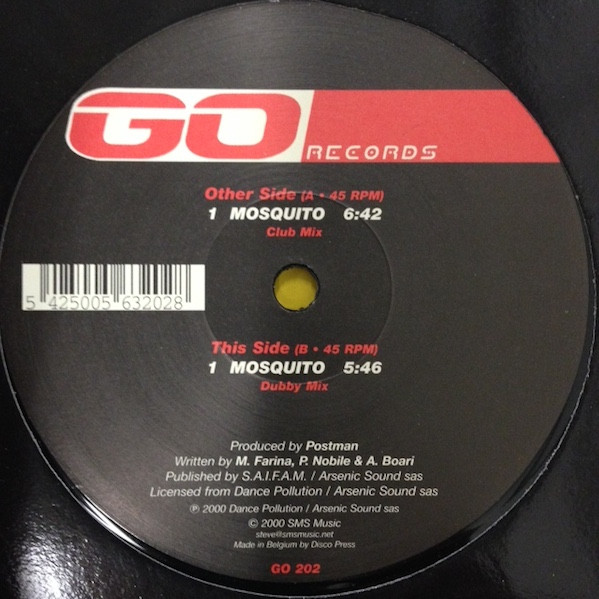 GO RECORDS
Other Side (A • 45 RPM)
1 MOSQUITO 6:42
Club Mix
5 425005 632028
This Side (B • 45 RPM)
1 MOSQUITO 5:46
Dubby Mix
Produced by Postman
Written by M. Farina, P. Nobile & A. Boari
Published by S.A.I.F.A.M. / Arsenic Sound sas
Licensed from Dance Pollution / Arsenic Sound sas
℗ 2000 Dance Pollution / Arsenic Sound sas
© 2000 SMS Music
steve@smsmusic.net
Made in Belgium by Disco Press
GO 202